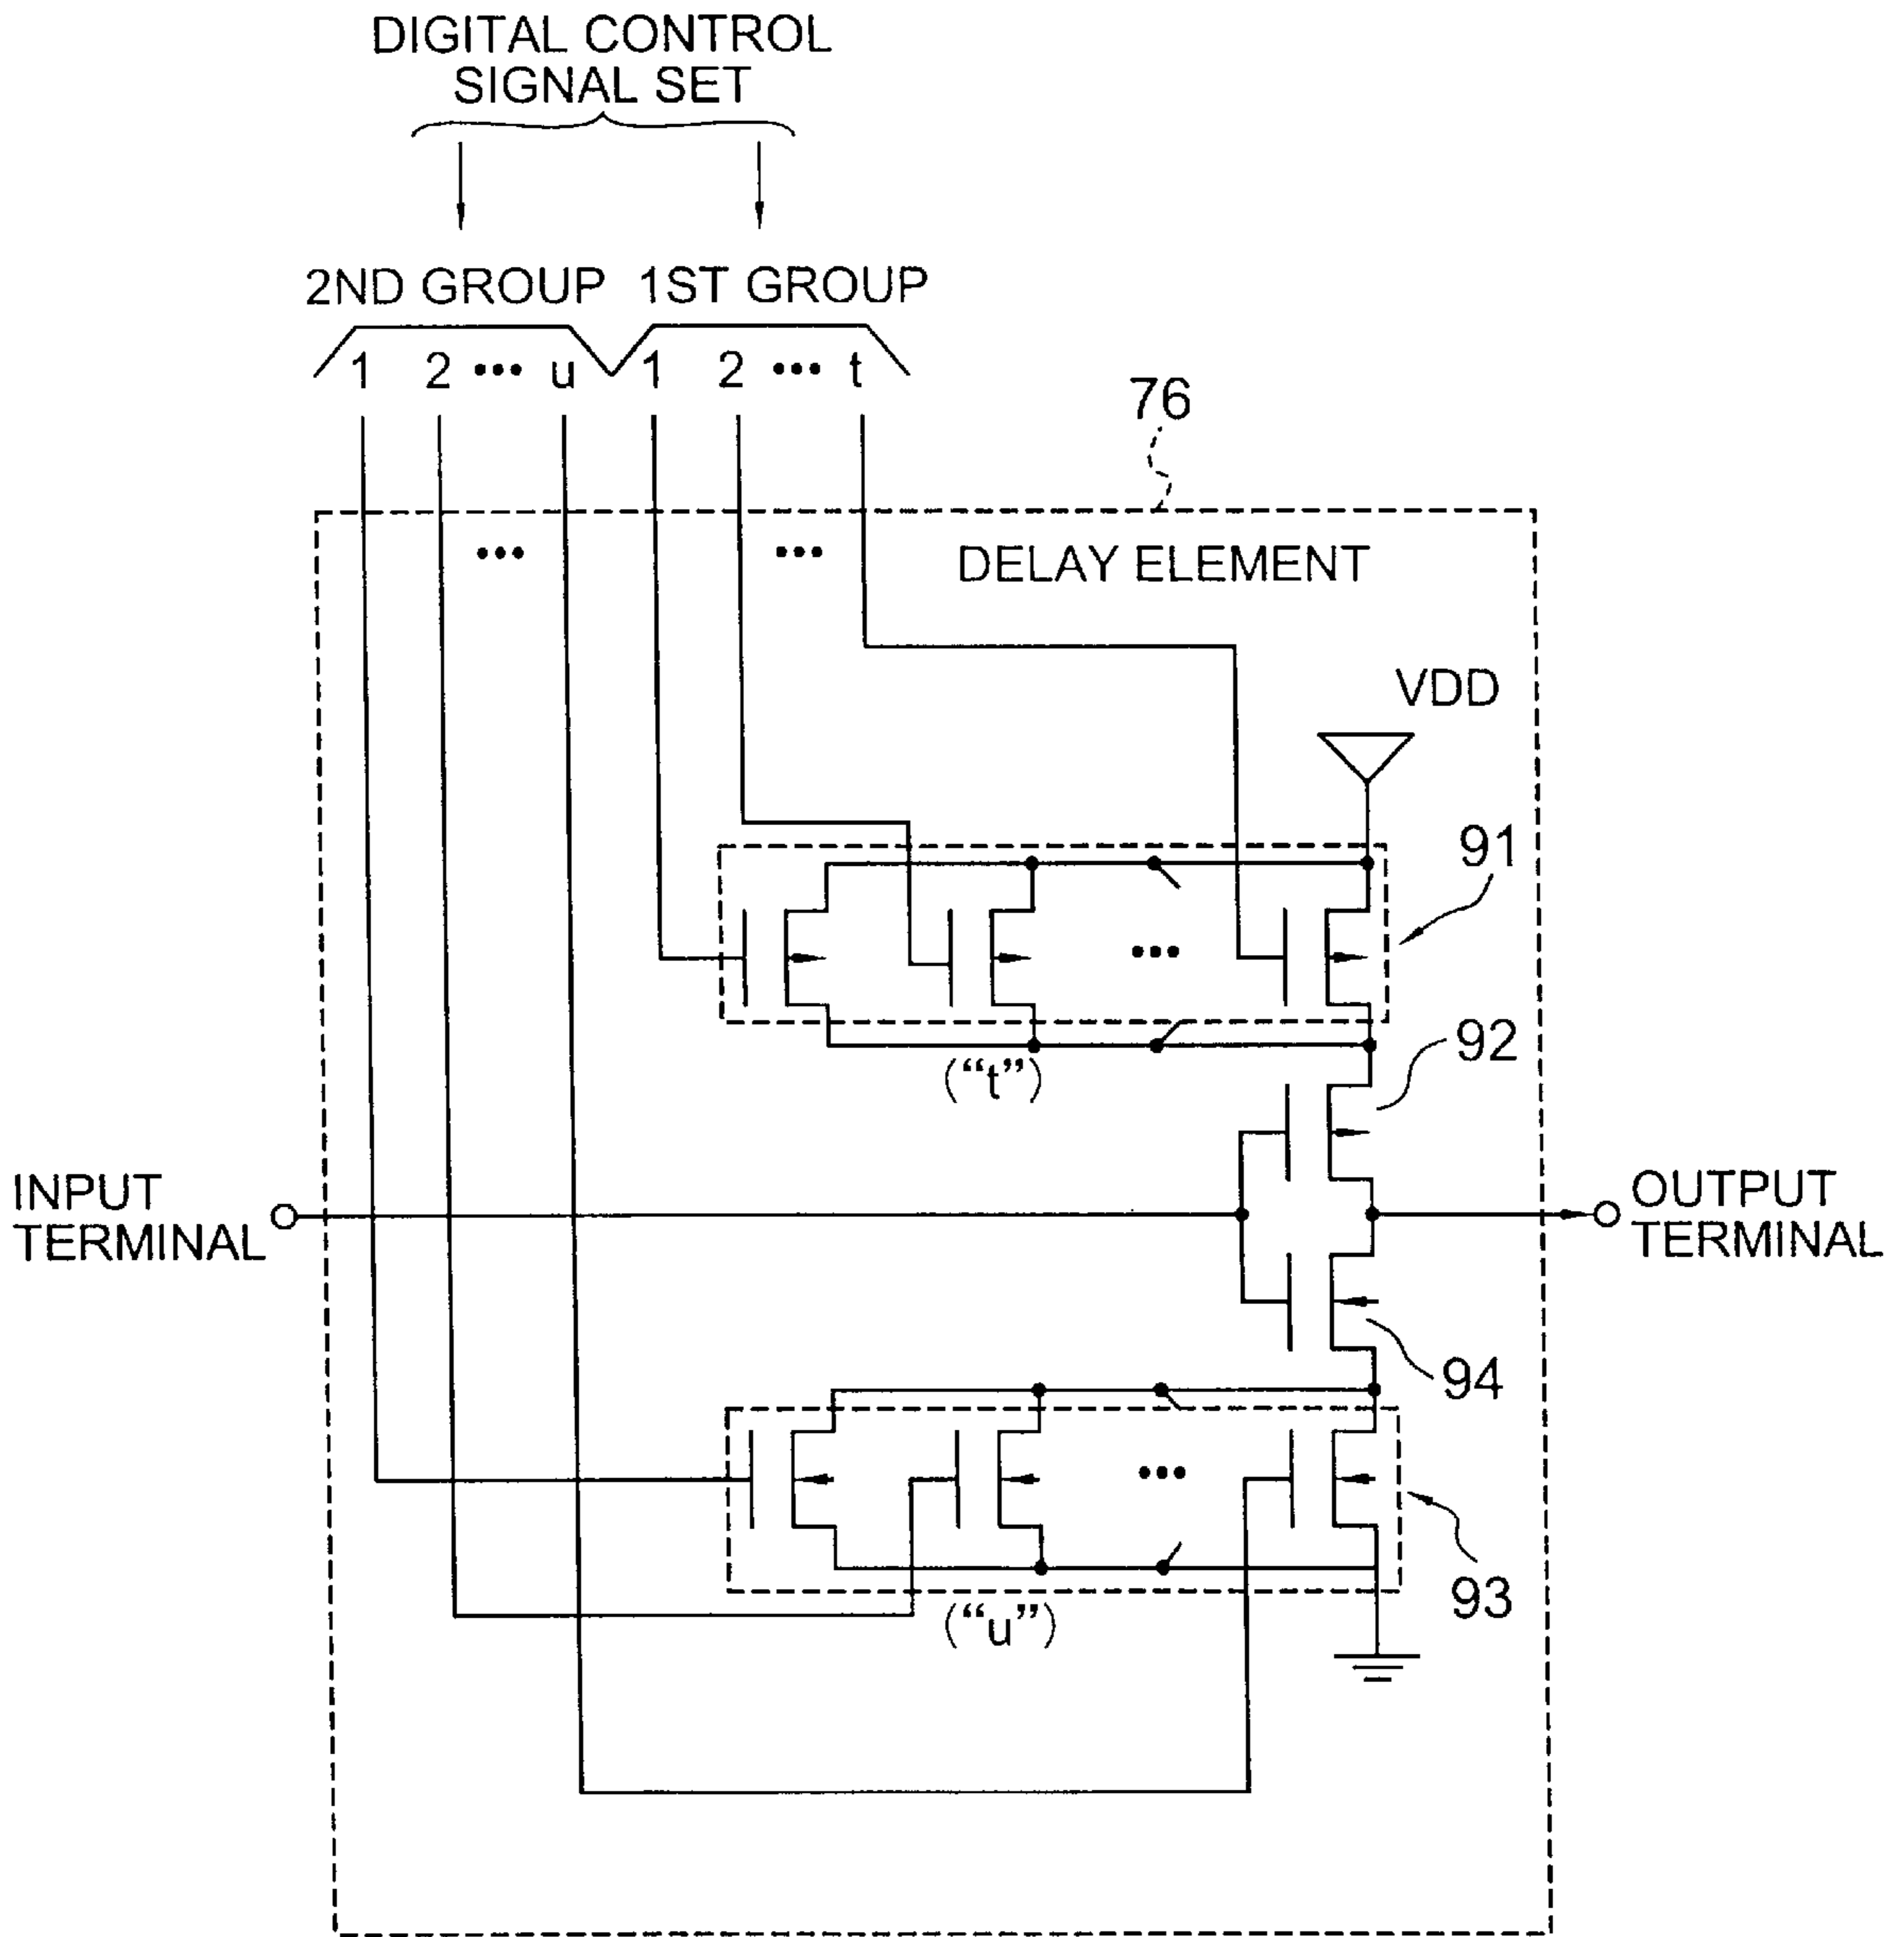 DIGITAL CONTROL
SIGNAL SET
2ND GROUP 1ST GROUP
1 2 ••• u 1 2 ••• t
76
••• •••
DELAY ELEMENT
VDD
91
•••
("t")
92
INPUT
TERMINAL
OUTPUT
TERMINAL
94
•••
("u")
93